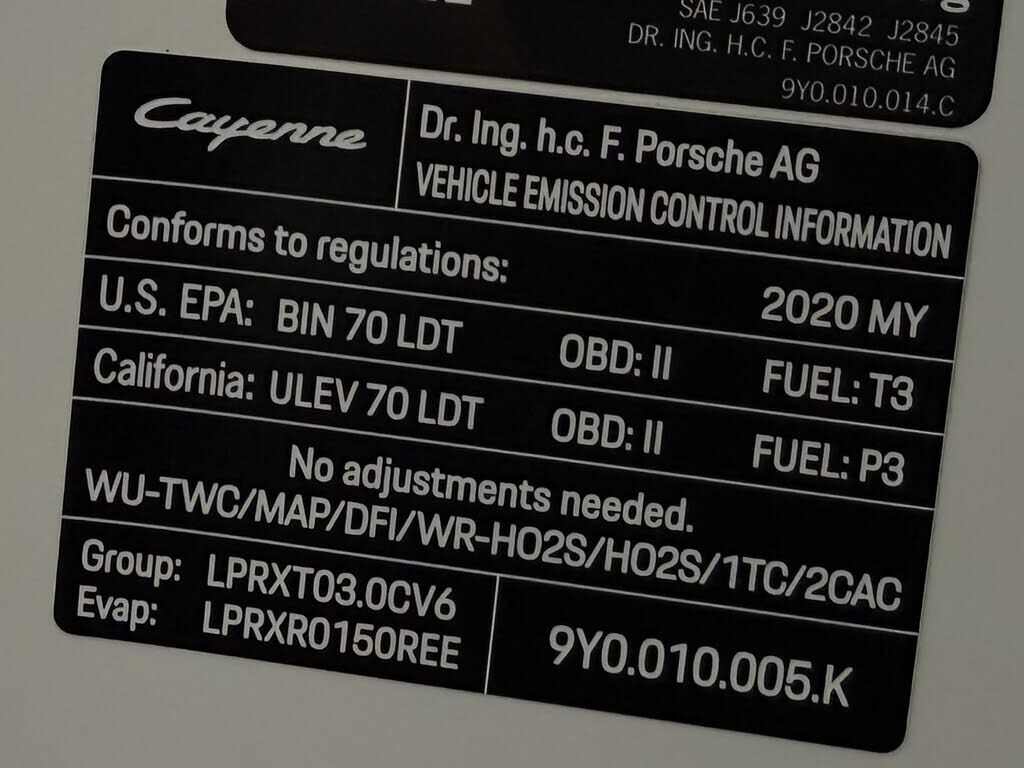 SAE J639 J2842 J2845
DR. ING. H.C. F. PORSCHE AG
9Y0.010.014.C
Cayenne
Dr. Ing. h.c. F. Porsche AG
VEHICLE EMISSION CONTROL INFORMATION
Conforms to regulations:
2020 MY
U.S. EPA: BIN 70 LDT OBD: II FUEL: T3
California: ULEV 70 LDT OBD: II FUEL: P3
No adjustments needed.
WU-TWC/MAP/DFI/WR-HO2S/HO2S/1TC/2CAC
Group: LPRXT03.0CV6
Evap: LPRXR0150REE
9Y0.010.005.K